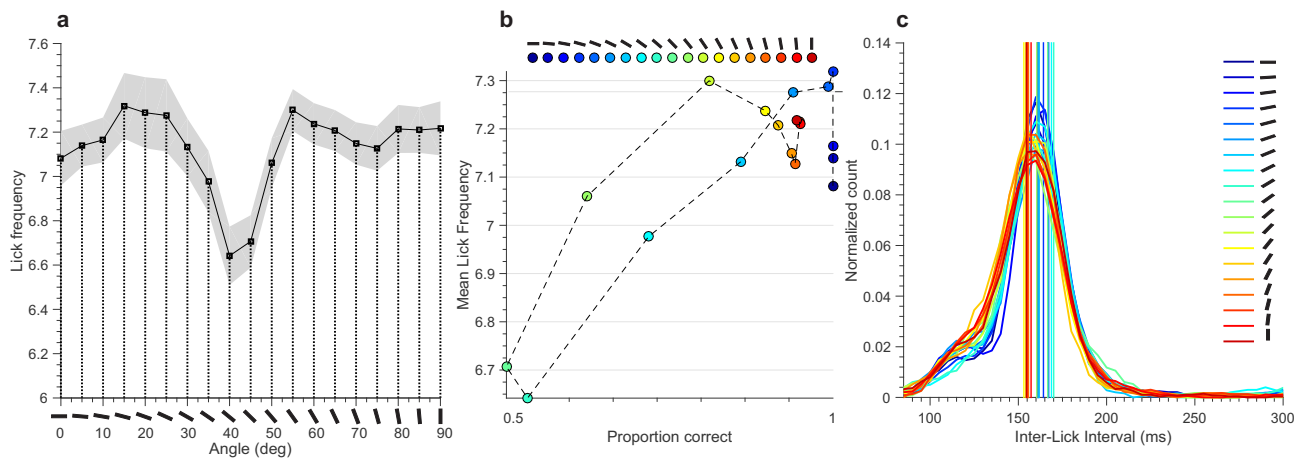 a
7.6
7.4
7.2
7
6.8
6.6
6.4
6.2
6
Lick frequency
0 10 20 30 40 50 60 70 80 90
Angle (deg)
b
7.3
7.2
7.1
7
6.9
6.8
6.7
Mean Lick Frequency
0.5 1
Proportion correct
c
0.14
0.12
0.1
0.08
0.06
0.04
0.02
0
Normalized count
100 150 200 250 300
Inter-Lick Interval (ms)